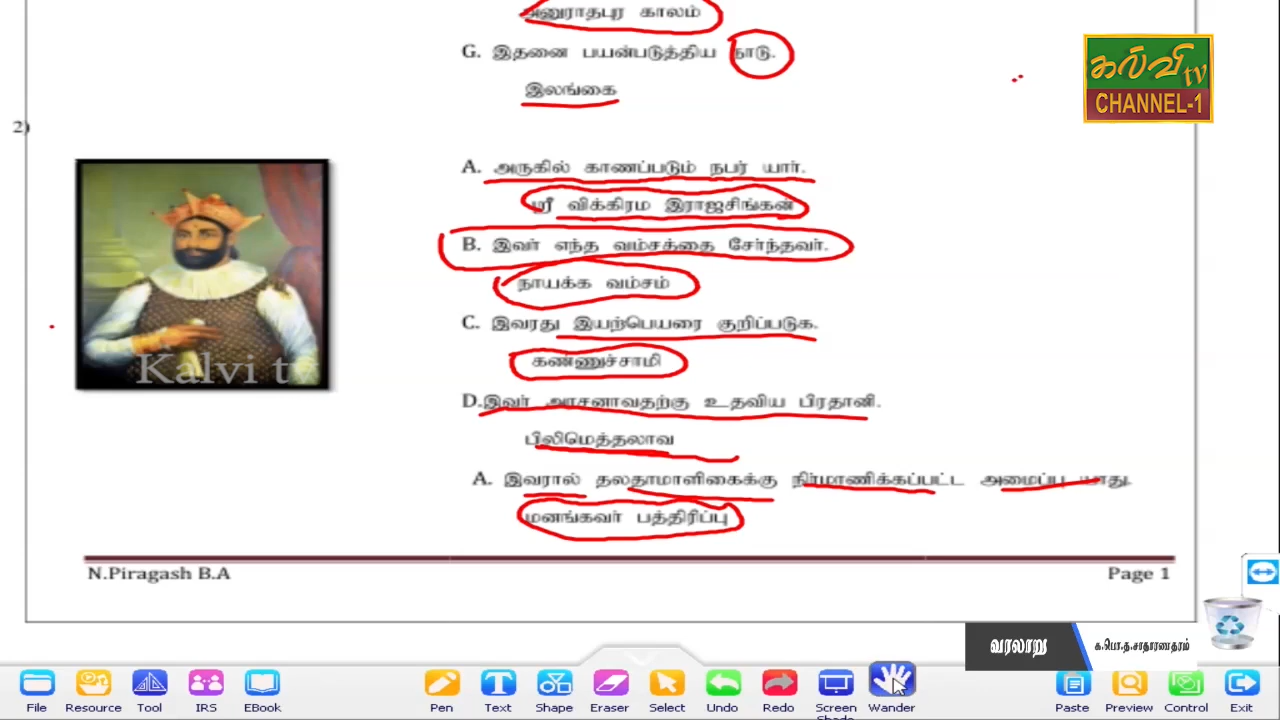 அனுராதபுர காலம்
G. இதனை பயன்படுத்திய நாடு.
இலங்கை
கல்வி tv
CHANNEL-1
2)
A. அருகில் காணப்படும் நபர் யார்.
ஸ்ரீ விக்கிரம இராஜசிங்கன்
B. இவர் எந்த வம்சத்தை சேர்ந்தவர்.
நாயக்க வம்சம்
C. இவரது இயற்பெயரை குறிப்படுக.
கண்ணுச்சாமி
D.இவர் அரசனாவதற்கு உதவிய பிரதானி.
பிலிமெத்தலாவ
A. இவரால் தலதாமாளிகைக்கு நிர்மாணிக்கப்பட்ட அமைப்பு யாது.
மனங்கவர் பத்திரிப்பு
Kalvi tv
N.Piragash B.A Page 1
வரலாறு க.பொ.த.சாதாரணதரம்
File Resource Tool IRS EBook Pen Text Shape Eraser Select Undo Redo Screen Shade Wander Paste Preview Control Exit